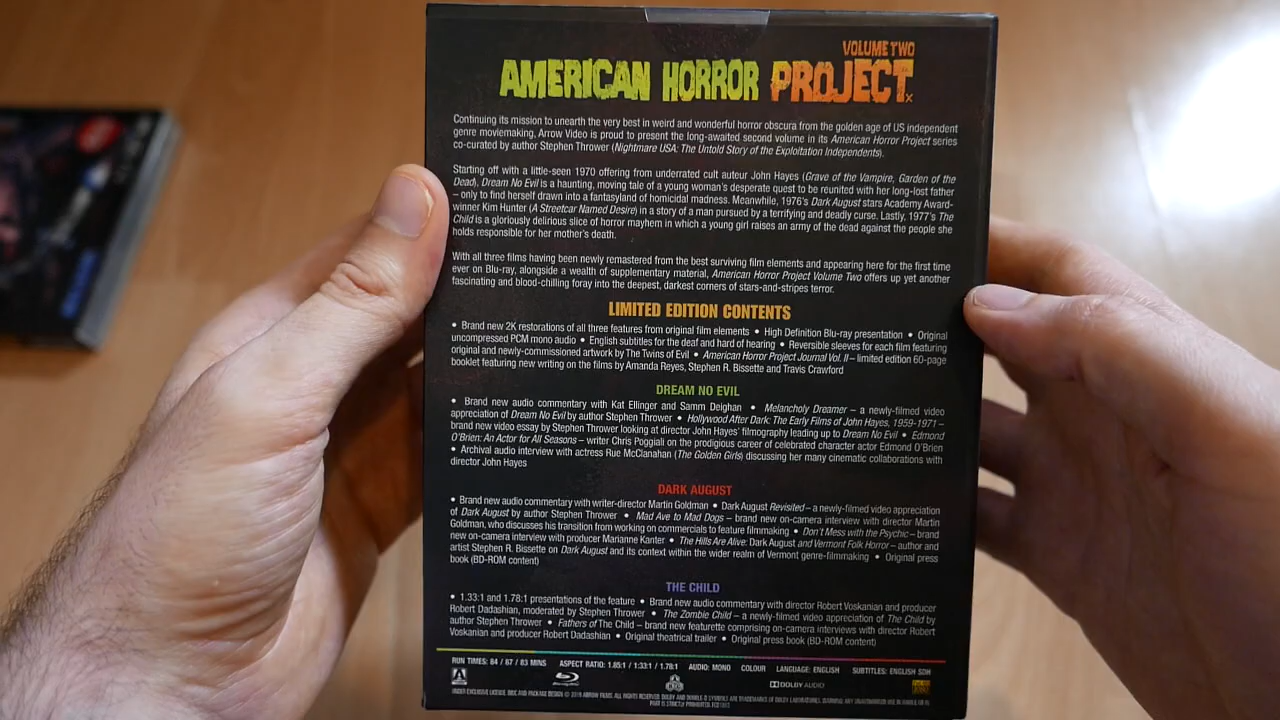 VOLUME TWO
AMERICAN HORROR PROJECT
Continuing its mission to unearth the very best in weird and wonderful horror obscura from the golden age of US independent
genre moviemaking, Arrow Video is proud to present the long-awaited second volume in its American Horror Project series
co-curated by author Stephen Thrower (Nightmare USA: The Untold Story of the Exploitation Independents).
Starting off with a little-seen 1970 offering from underrated cult auteur John Hayes (Grave of the Vampire, Garden of the
Dead), Dream No Evil is a haunting, moving tale of a young woman's desperate quest to be reunited with her long-lost father
– only to find herself drawn into a fantasyland of homicidal madness. Meanwhile, 1976's Dark August stars Academy Award-
winner Kim Hunter (A Streetcar Named Desire) in a story of a man pursued by a terrifying and deadly curse. Lastly, 1977's The
Child is a gloriously delirious slice of horror mayhem in which a young girl raises an army of the dead against the people she
holds responsible for her mother's death.
With all three films having been newly remastered from the best surviving film elements and appearing here for the first time
ever on Blu-ray, alongside a wealth of supplementary material, American Horror Project Volume Two offers up yet another
fascinating and blood-chilling foray into the deepest, darkest corners of stars-and-stripes terror.
LIMITED EDITION CONTENTS
• Brand new 2K restorations of all three features from original film elements • High Definition Blu-ray presentation • Original
uncompressed PCM mono audio • English subtitles for the deaf and hard of hearing • Reversible sleeves for each film featuring
original and newly-commissioned artwork by The Twins of Evil • American Horror Project Journal Vol. II – limited edition 60-page
booklet featuring new writing on the films by Amanda Reyes, Stephen R. Bissette and Travis Crawford
DREAM NO EVIL
• Brand new audio commentary with Kat Ellinger and Samm Deighan • Melancholy Dreamer – a newly-filmed video
appreciation of Dream No Evil by author Stephen Thrower • Hollywood After Dark: The Early Films of John Hayes, 1959-1971 –
brand new video essay by Stephen Thrower looking at director John Hayes' filmography leading up to Dream No Evil • Edmond
O'Brien: An Actor for All Seasons – writer Chris Poggiali on the prodigious career of celebrated character actor Edmond O'Brien
• Archival audio interview with actress Rue McClanahan (The Golden Girls) discussing her many cinematic collaborations with
director John Hayes
DARK AUGUST
• Brand new audio commentary with writer-director Martin Goldman • Dark August Revisited – a newly-filmed video appreciation
of Dark August by author Stephen Thrower • Mad Ave to Mad Dogs – brand new on-camera interview with director Martin
Goldman, who discusses his transition from working on commercials to feature filmmaking • Don't Mess with the Psychic – brand
new on-camera interview with producer Marianne Kanter • The Hills Are Alive: Dark August and Vermont Folk Horror – author and
artist Stephen R. Bissette on Dark August and its context within the wider realm of Vermont genre-filmmaking • Original press
book (BD-ROM content)
THE CHILD
• 1.33:1 and 1.78:1 presentations of the feature • Brand new audio commentary with director Robert Voskanian and producer
Robert Dadashian, moderated by Stephen Thrower • The Zombie Child – a newly-filmed video appreciation of The Child by
author Stephen Thrower • Fathers of The Child – brand new featurette comprising on-camera interviews with director Robert
Voskanian and producer Robert Dadashian • Original theatrical trailer • Original press book (BD-ROM content)
RUN TIMES: 84 / 87 / 83 MINS ASPECT RATIO: 1.85:1 / 1:33:1 / 1.78:1 AUDIO: MONO COLOUR LANGUAGE: ENGLISH SUBTITLES: ENGLISH SDH
DOLBY AUDIO
UNDER EXCLUSIVE LICENSE. DISC AND PACKAGE DESIGN © 2019 ARROW FILMS. ALL RIGHTS RESERVED.